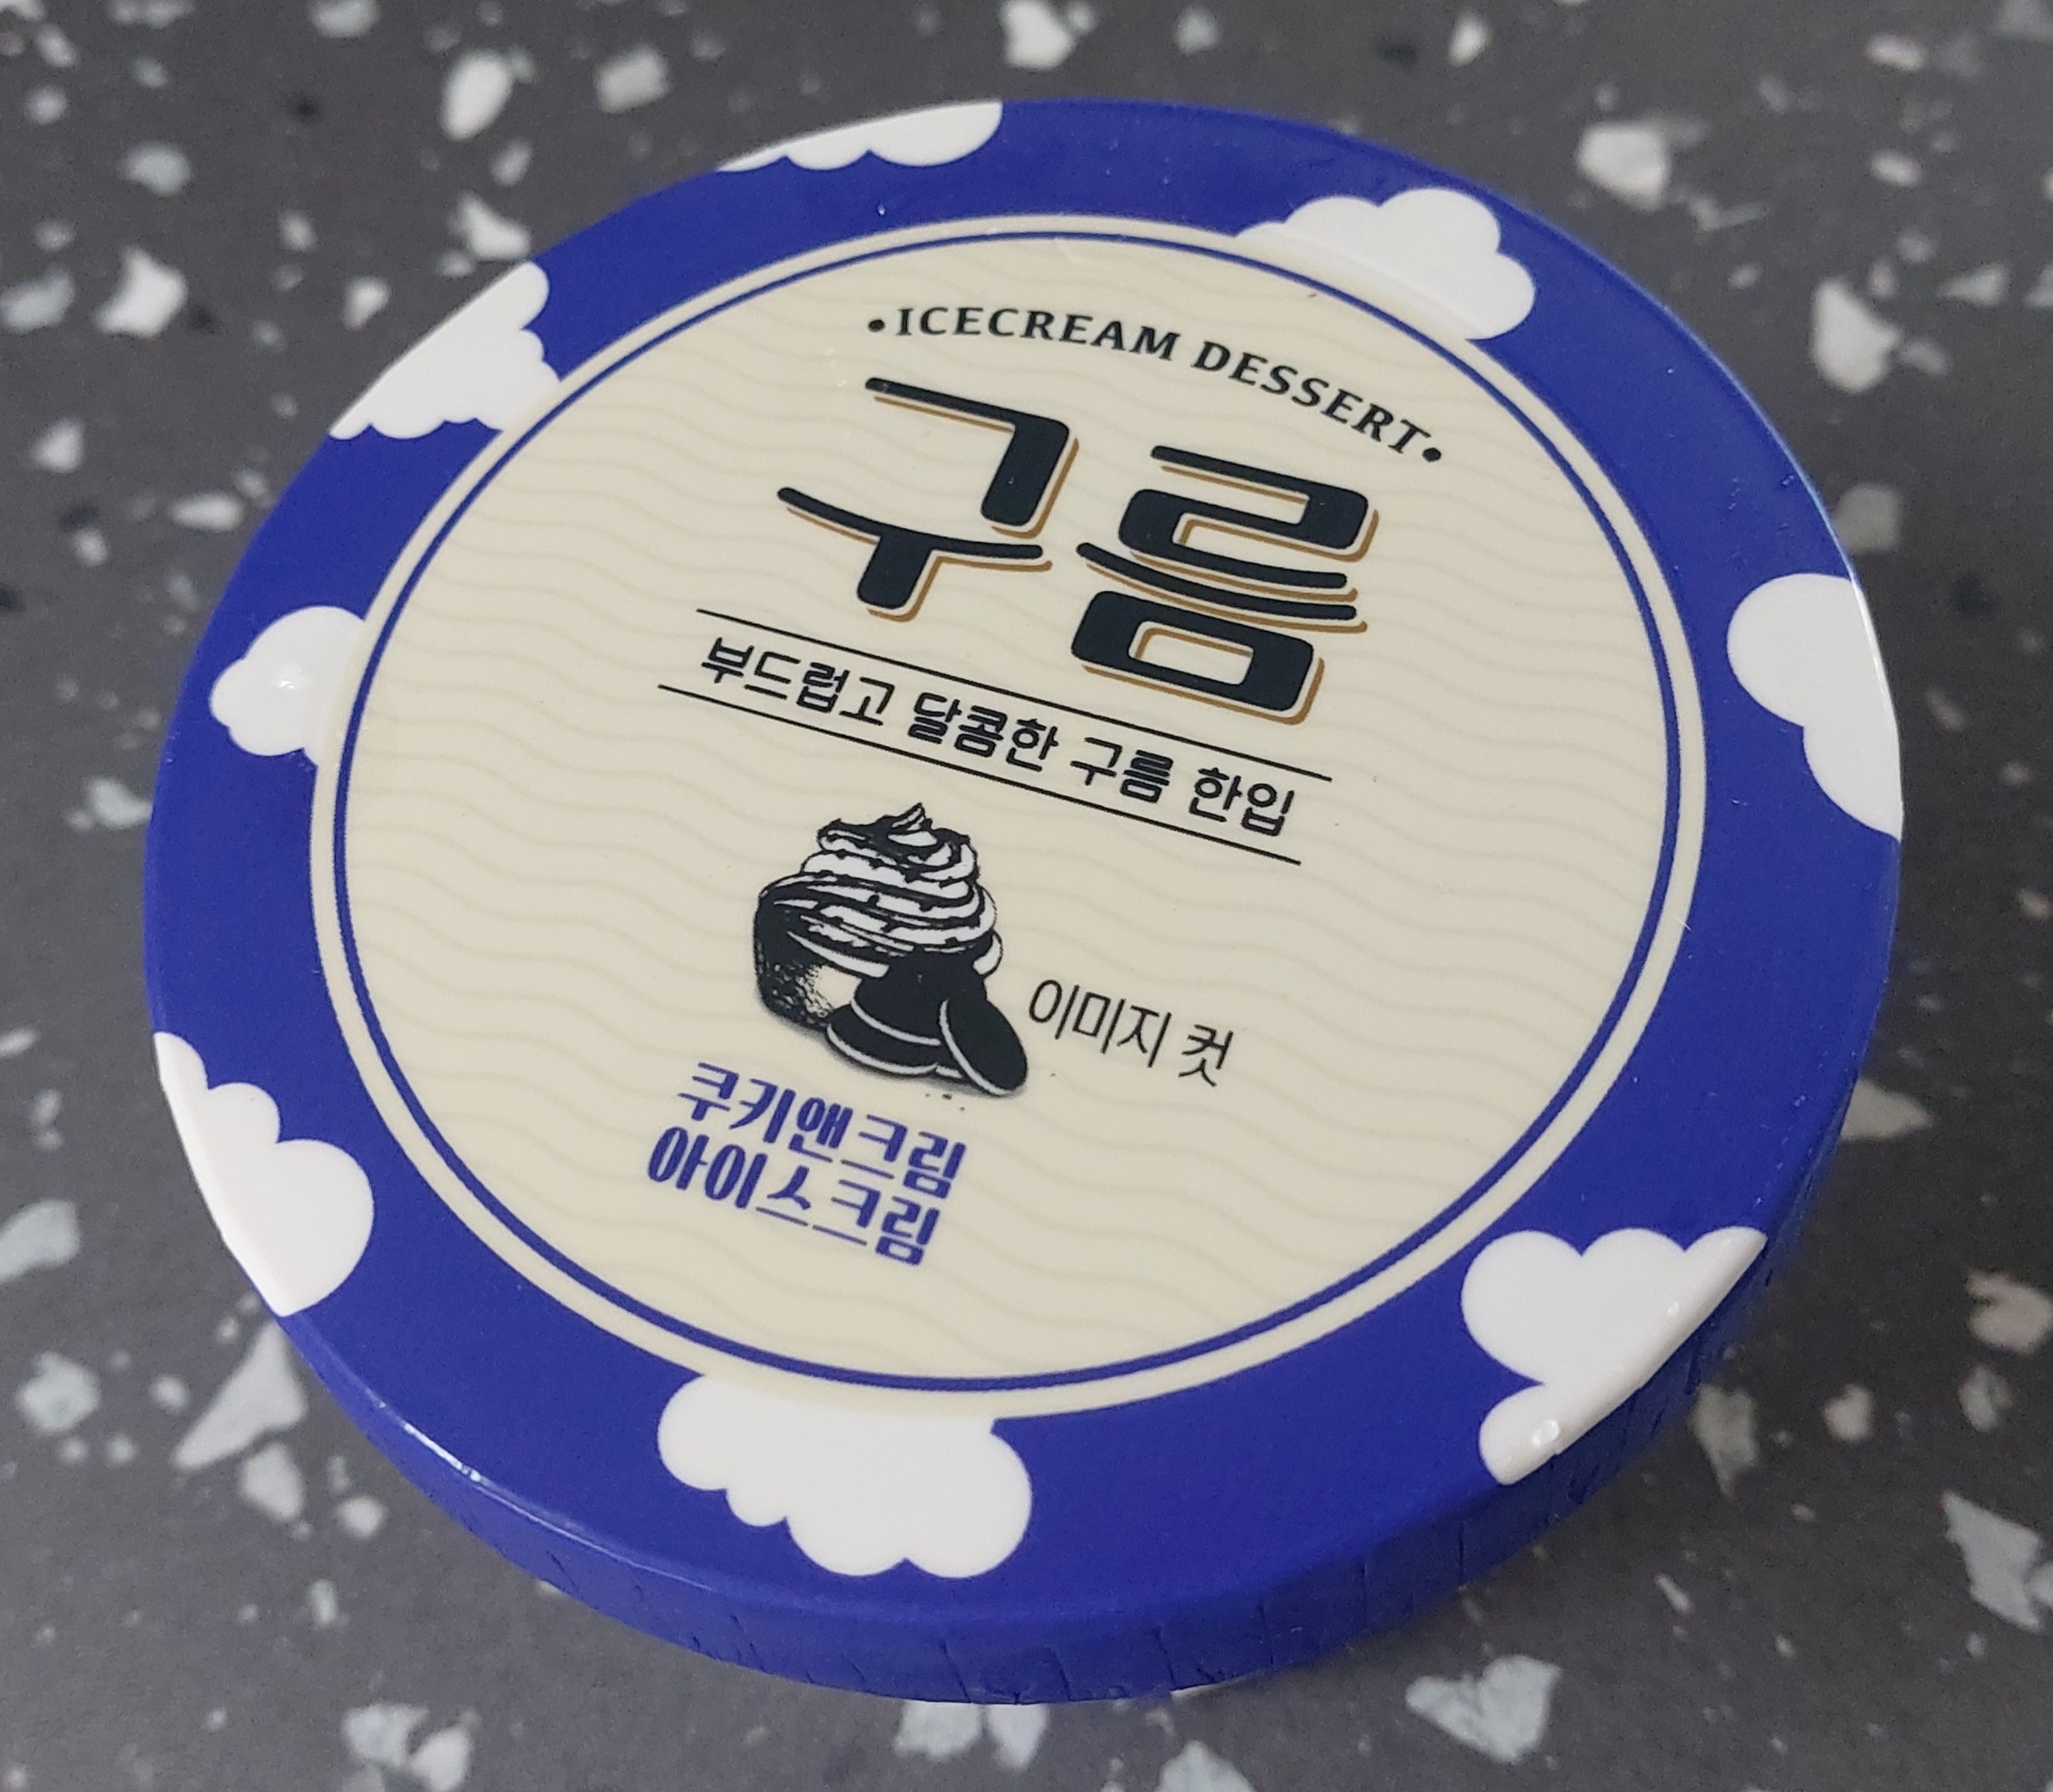 •ICECREAM DESSERT•
구름
부드럽고 달콤한 구름 한입
이미지 컷
쿠키앤크림
아이스크림